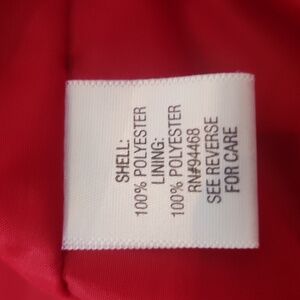 SHELL:
100% POLYESTER
LINING:
100% POLYESTER
RN#94468
SEE REVERSE
FOR CARE